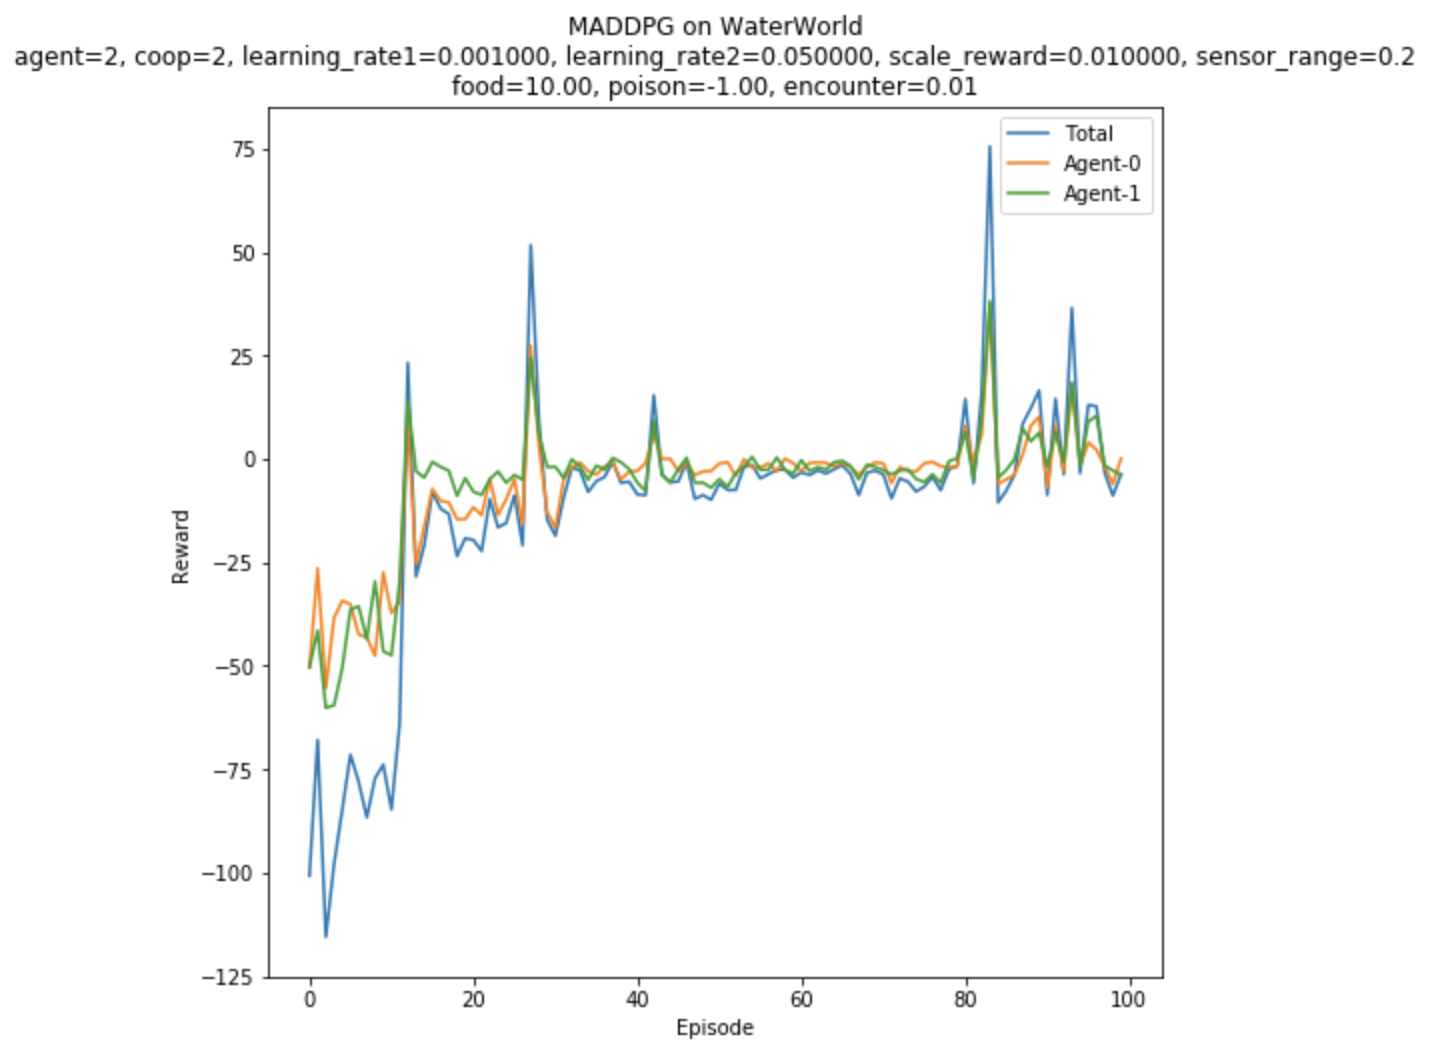 MADDPG on WaterWorld
agent=2, coop=2, learning_rate1=0.001000, learning_rate2=0.050000, scale_reward=0.010000, sensor_range=0.2
food=10.00, poison=-1.00, encounter=0.01
Total
Agent-0
Agent-1
75
50
25
0
−25
−50
−75
−100
−125
Reward
0 20 40 60 80 100
Episode